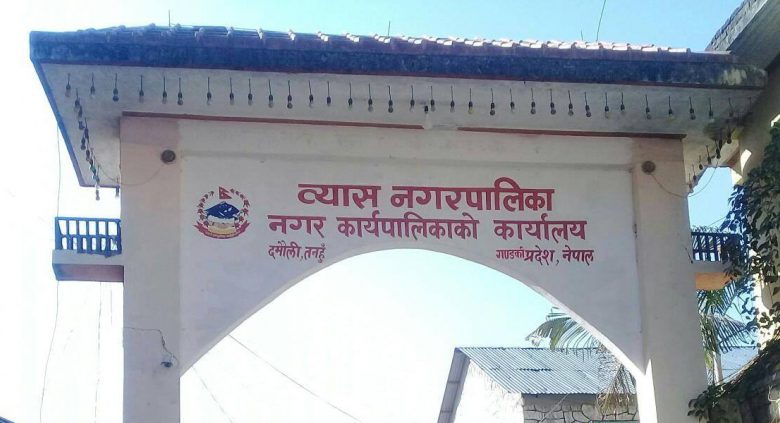 व्यास नगरपालिका
नगर कार्यपालिकाको कार्यालय
दमौली, तनहुँ
गण्डकी प्रदेश, नेपाल